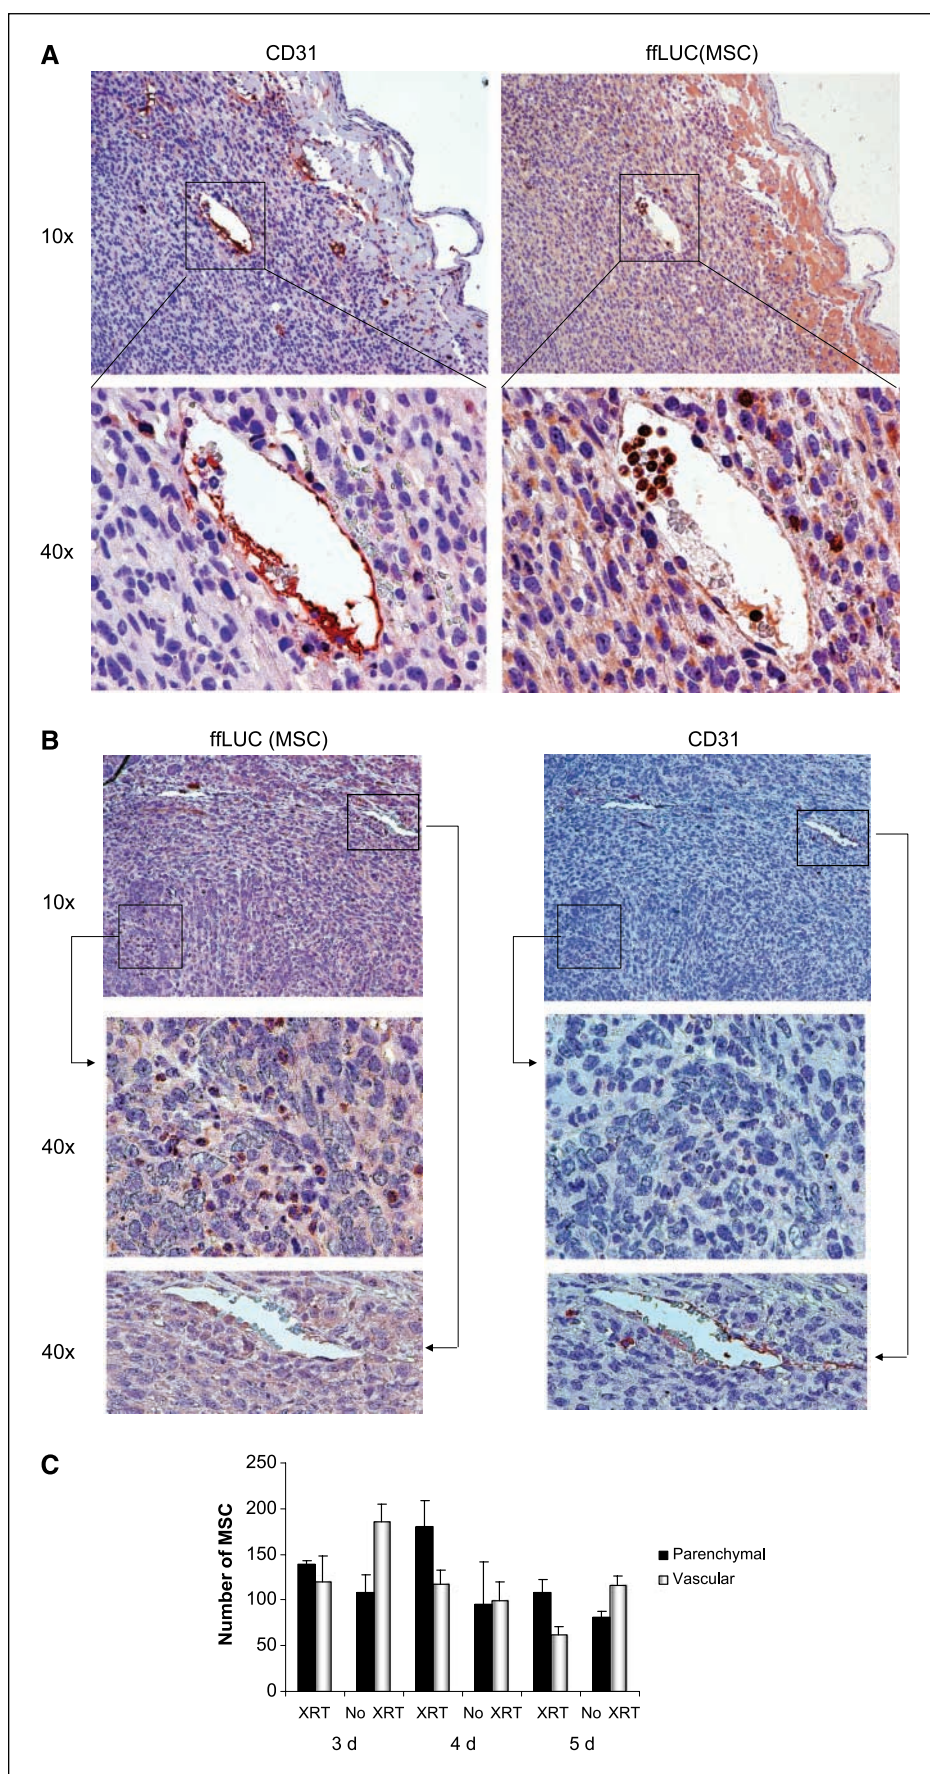 A
CD31 ffLUC(MSC)
10x
40x
B
ffLUC (MSC) CD31
10x
40x
40x
C
250
200
150
100
50
0
Number of MSC
Parenchymal
Vascular
XRT No XRT XRT No XRT XRT No XRT
3 d 4 d 5 d